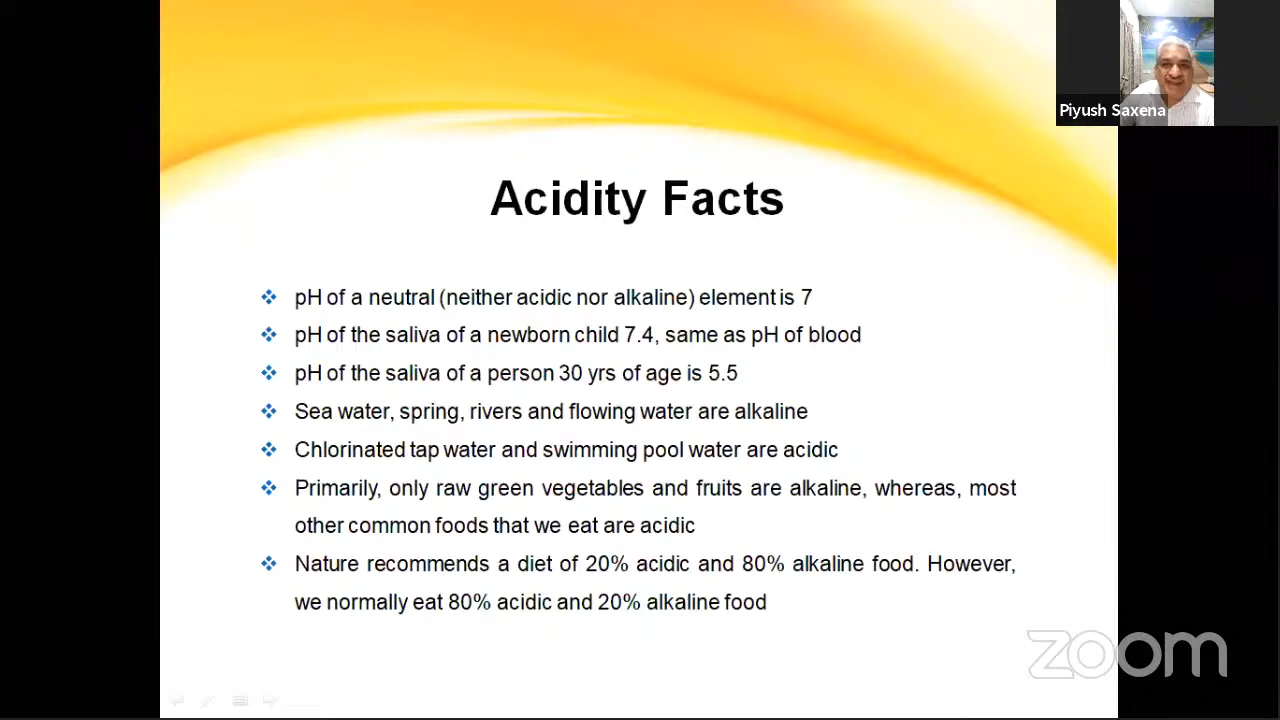 Piyush Saxena
Acidity Facts
pH of a neutral (neither acidic nor alkaline) element is 7
pH of the saliva of a newborn child 7.4, same as pH of blood
pH of the saliva of a person 30 yrs of age is 5.5
Sea water, spring, rivers and flowing water are alkaline
Chlorinated tap water and swimming pool water are acidic
Primarily, only raw green vegetables and fruits are alkaline, whereas, most
other common foods that we eat are acidic
Nature recommends a diet of 20% acidic and 80% alkaline food. However,
we normally eat 80% acidic and 20% alkaline food
zoom